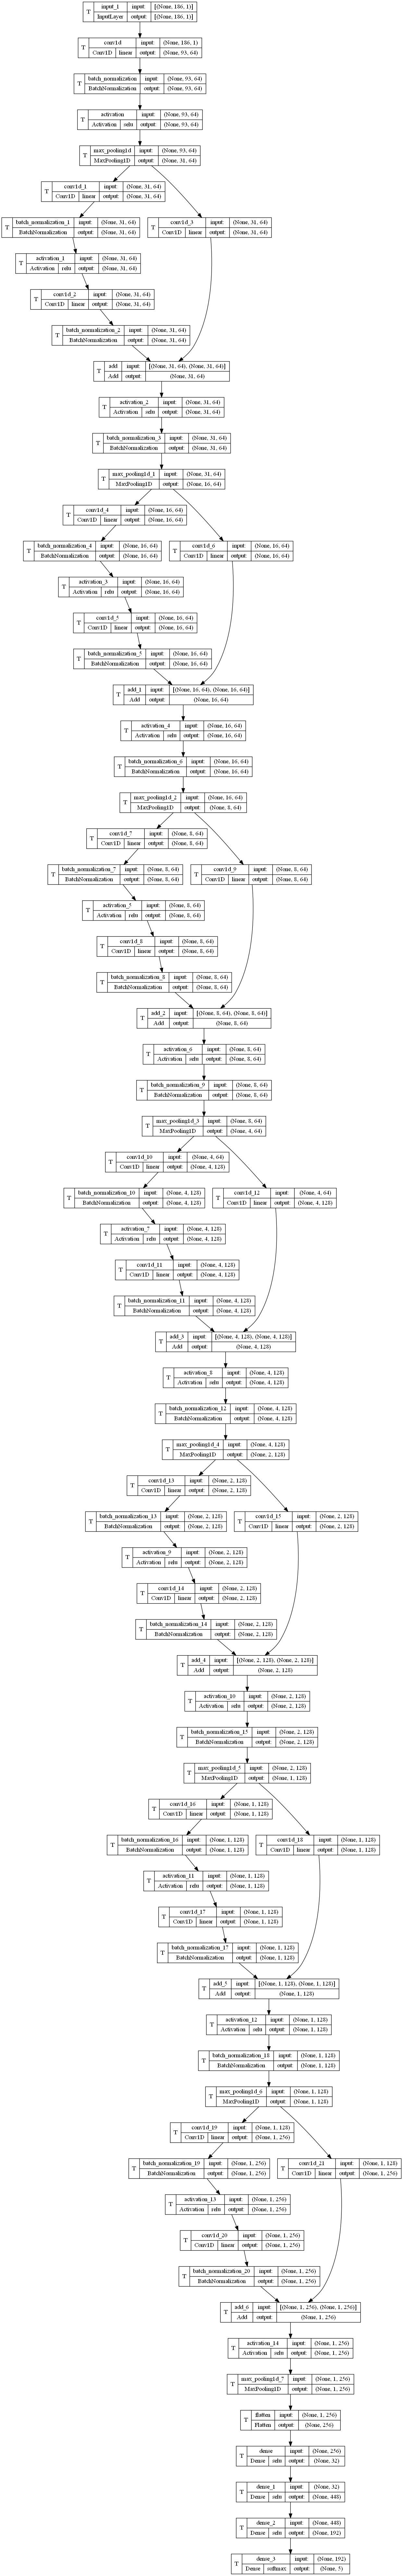 T input_1 input: [(None, 186, 1)]
InputLayer output: [(None, 186, 1)]
T conv1d input: (None, 186, 1)
Conv1D linear output: (None, 93, 64)
T batch_normalization input: (None, 93, 64)
BatchNormalization output: (None, 93, 64)
T activation input: (None, 93, 64)
Activation selu output: (None, 93, 64)
T max_pooling1d input: (None, 93, 64)
MaxPooling1D output: (None, 31, 64)
T conv1d_1 input: (None, 31, 64)
Conv1D linear output: (None, 31, 64)
T batch_normalization_1 input: (None, 31, 64)
BatchNormalization output: (None, 31, 64)
T conv1d_3 input: (None, 31, 64)
Conv1D linear output: (None, 31, 64)
T activation_1 input: (None, 31, 64)
Activation selu output: (None, 31, 64)
T conv1d_2 input: (None, 31, 64)
Conv1D linear output: (None, 31, 64)
T batch_normalization_2 input: (None, 31, 64)
BatchNormalization output: (None, 31, 64)
T add input: [(None, 31, 64), (None, 31, 64)]
Add output: (None, 31, 64)
T activation_2 input: (None, 31, 64)
Activation selu output: (None, 31, 64)
T batch_normalization_3 input: (None, 31, 64)
BatchNormalization output: (None, 31, 64)
T max_pooling1d_1 input: (None, 31, 64)
MaxPooling1D output: (None, 16, 64)
T conv1d_4 input: (None, 16, 64)
Conv1D linear output: (None, 16, 64)
T batch_normalization_4 input: (None, 16, 64)
BatchNormalization output: (None, 16, 64)
T conv1d_6 input: (None, 16, 64)
Conv1D linear output: (None, 16, 64)
T activation_3 input: (None, 16, 64)
Activation selu output: (None, 16, 64)
T conv1d_5 input: (None, 16, 64)
Conv1D linear output: (None, 16, 64)
T batch_normalization_5 input: (None, 16, 64)
BatchNormalization output: (None, 16, 64)
T add_1 input: [(None, 16, 64), (None, 16, 64)]
Add output: (None, 16, 64)
T activation_4 input: (None, 16, 64)
Activation selu output: (None, 16, 64)
T batch_normalization_6 input: (None, 16, 64)
BatchNormalization output: (None, 16, 64)
T max_pooling1d_2 input: (None, 16, 64)
MaxPooling1D output: (None, 8, 64)
T conv1d_7 input: (None, 8, 64)
Conv1D linear output: (None, 8, 64)
T batch_normalization_7 input: (None, 8, 64)
BatchNormalization output: (None, 8, 64)
T conv1d_9 input: (None, 8, 64)
Conv1D linear output: (None, 8, 64)
T activation_5 input: (None, 8, 64)
Activation selu output: (None, 8, 64)
T conv1d_8 input: (None, 8, 64)
Conv1D linear output: (None, 8, 64)
T batch_normalization_8 input: (None, 8, 64)
BatchNormalization output: (None, 8, 64)
T add_2 input: [(None, 8, 64), (None, 8, 64)]
Add output: (None, 8, 64)
T activation_6 input: (None, 8, 64)
Activation selu output: (None, 8, 64)
T batch_normalization_9 input: (None, 8, 64)
BatchNormalization output: (None, 8, 64)
T max_pooling1d_3 input: (None, 8, 64)
MaxPooling1D output: (None, 4, 64)
T conv1d_10 input: (None, 4, 64)
Conv1D linear output: (None, 4, 128)
T batch_normalization_10 input: (None, 4, 128)
BatchNormalization output: (None, 4, 128)
T conv1d_12 input: (None, 4, 64)
Conv1D linear output: (None, 4, 128)
T activation_7 input: (None, 4, 128)
Activation selu output: (None, 4, 128)
T conv1d_11 input: (None, 4, 128)
Conv1D linear output: (None, 4, 128)
T batch_normalization_11 input: (None, 4, 128)
BatchNormalization output: (None, 4, 128)
T add_3 input: [(None, 4, 128), (None, 4, 128)]
Add output: (None, 4, 128)
T activation_8 input: (None, 4, 128)
Activation selu output: (None, 4, 128)
T batch_normalization_12 input: (None, 4, 128)
BatchNormalization output: (None, 4, 128)
T max_pooling1d_4 input: (None, 4, 128)
MaxPooling1D output: (None, 2, 128)
T conv1d_13 input: (None, 2, 128)
Conv1D linear output: (None, 2, 128)
T batch_normalization_13 input: (None, 2, 128)
BatchNormalization output: (None, 2, 128)
T conv1d_15 input: (None, 2, 128)
Conv1D linear output: (None, 2, 128)
T activation_9 input: (None, 2, 128)
Activation selu output: (None, 2, 128)
T conv1d_14 input: (None, 2, 128)
Conv1D linear output: (None, 2, 128)
T batch_normalization_14 input: (None, 2, 128)
BatchNormalization output: (None, 2, 128)
T add_4 input: [(None, 2, 128), (None, 2, 128)]
Add output: (None, 2, 128)
T activation_10 input: (None, 2, 128)
Activation selu output: (None, 2, 128)
T batch_normalization_15 input: (None, 2, 128)
BatchNormalization output: (None, 2, 128)
T max_pooling1d_5 input: (None, 2, 128)
MaxPooling1D output: (None, 1, 128)
T conv1d_16 input: (None, 1, 128)
Conv1D linear output: (None, 1, 128)
T batch_normalization_16 input: (None, 1, 128)
BatchNormalization output: (None, 1, 128)
T conv1d_18 input: (None, 1, 128)
Conv1D linear output: (None, 1, 128)
T activation_11 input: (None, 1, 128)
Activation selu output: (None, 1, 128)
T conv1d_17 input: (None, 1, 128)
Conv1D linear output: (None, 1, 128)
T batch_normalization_17 input: (None, 1, 128)
BatchNormalization output: (None, 1, 128)
T add_5 input: [(None, 1, 128), (None, 1, 128)]
Add output: (None, 1, 128)
T activation_12 input: (None, 1, 128)
Activation selu output: (None, 1, 128)
T batch_normalization_18 input: (None, 1, 128)
BatchNormalization output: (None, 1, 128)
T max_pooling1d_6 input: (None, 1, 128)
MaxPooling1D output: (None, 1, 128)
T conv1d_19 input: (None, 1, 128)
Conv1D linear output: (None, 1, 256)
T batch_normalization_19 input: (None, 1, 256)
BatchNormalization output: (None, 1, 256)
T conv1d_21 input: (None, 1, 128)
Conv1D linear output: (None, 1, 256)
T activation_13 input: (None, 1, 256)
Activation selu output: (None, 1, 256)
T conv1d_20 input: (None, 1, 256)
Conv1D linear output: (None, 1, 256)
T batch_normalization_20 input: (None, 1, 256)
BatchNormalization output: (None, 1, 256)
T add_6 input: [(None, 1, 256), (None, 1, 256)]
Add output: (None, 1, 256)
T activation_14 input: (None, 1, 256)
Activation selu output: (None, 1, 256)
T max_pooling1d_7 input: (None, 1, 256)
MaxPooling1D output: (None, 1, 256)
T flatten input: (None, 1, 256)
Flatten output: (None, 256)
T dense input: (None, 256)
Dense selu output: (None, 32)
T dense_1 input: (None, 32)
Dense selu output: (None, 448)
T dense_2 input: (None, 448)
Dense selu output: (None, 192)
T dense_3 input: (None, 192)
Dense softmax output: (None, 5)